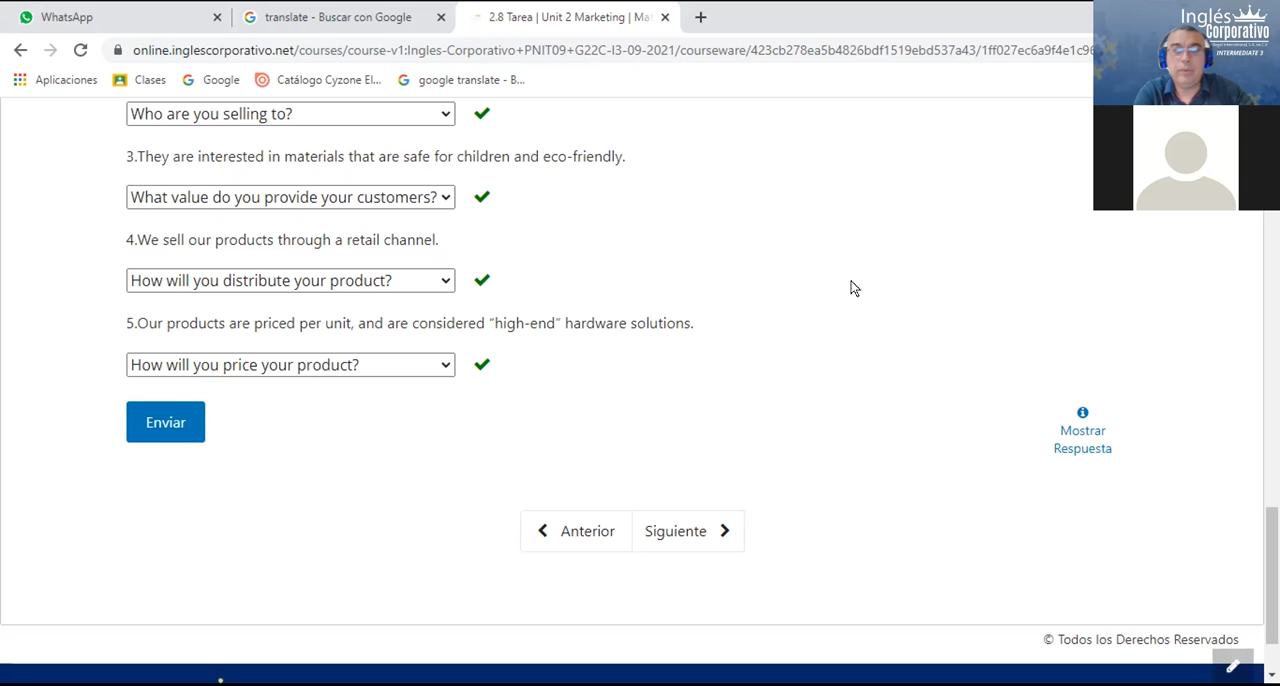 WhatsApp
translate - Buscar con Google
2.8 Tarea | Unit 2 Marketing | Mat
online.inglescorporativo.net/courses/course-v1:Ingles-Corporativo+PNIT09+G22C-I3-09-2021/courseware/423cb278ea5b4826bdf1519ebd537a43/1ff027ec6a9f4e1c96
Aplicaciones
Clases
Google
Catálogo Cyzone El...
google translate - B...
Inglés
Corporativo
INTERMEDIATE 3
Who are you selling to?
3.They are interested in materials that are safe for children and eco-friendly.
What value do you provide your customers?
4.We sell our products through a retail channel.
How will you distribute your product?
5.Our products are priced per unit, and are considered “high-end” hardware solutions.
How will you price your product?
Enviar
Mostrar
Respuesta
Anterior
Siguiente
© Todos los Derechos Reservados